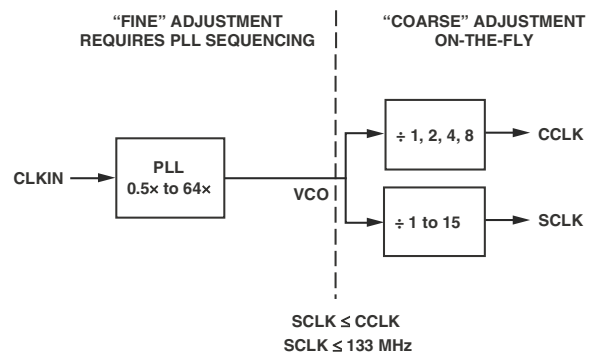 “FINE” ADJUSTMENT
REQUIRES PLL SEQUENCING
“COARSE” ADJUSTMENT
ON-THE-FLY
CLKIN
PLL
0.5× to 64×
VCO
÷ 1, 2, 4, 8
CCLK
÷ 1 to 15
SCLK
SCLK ≤ CCLK
SCLK ≤ 133 MHz